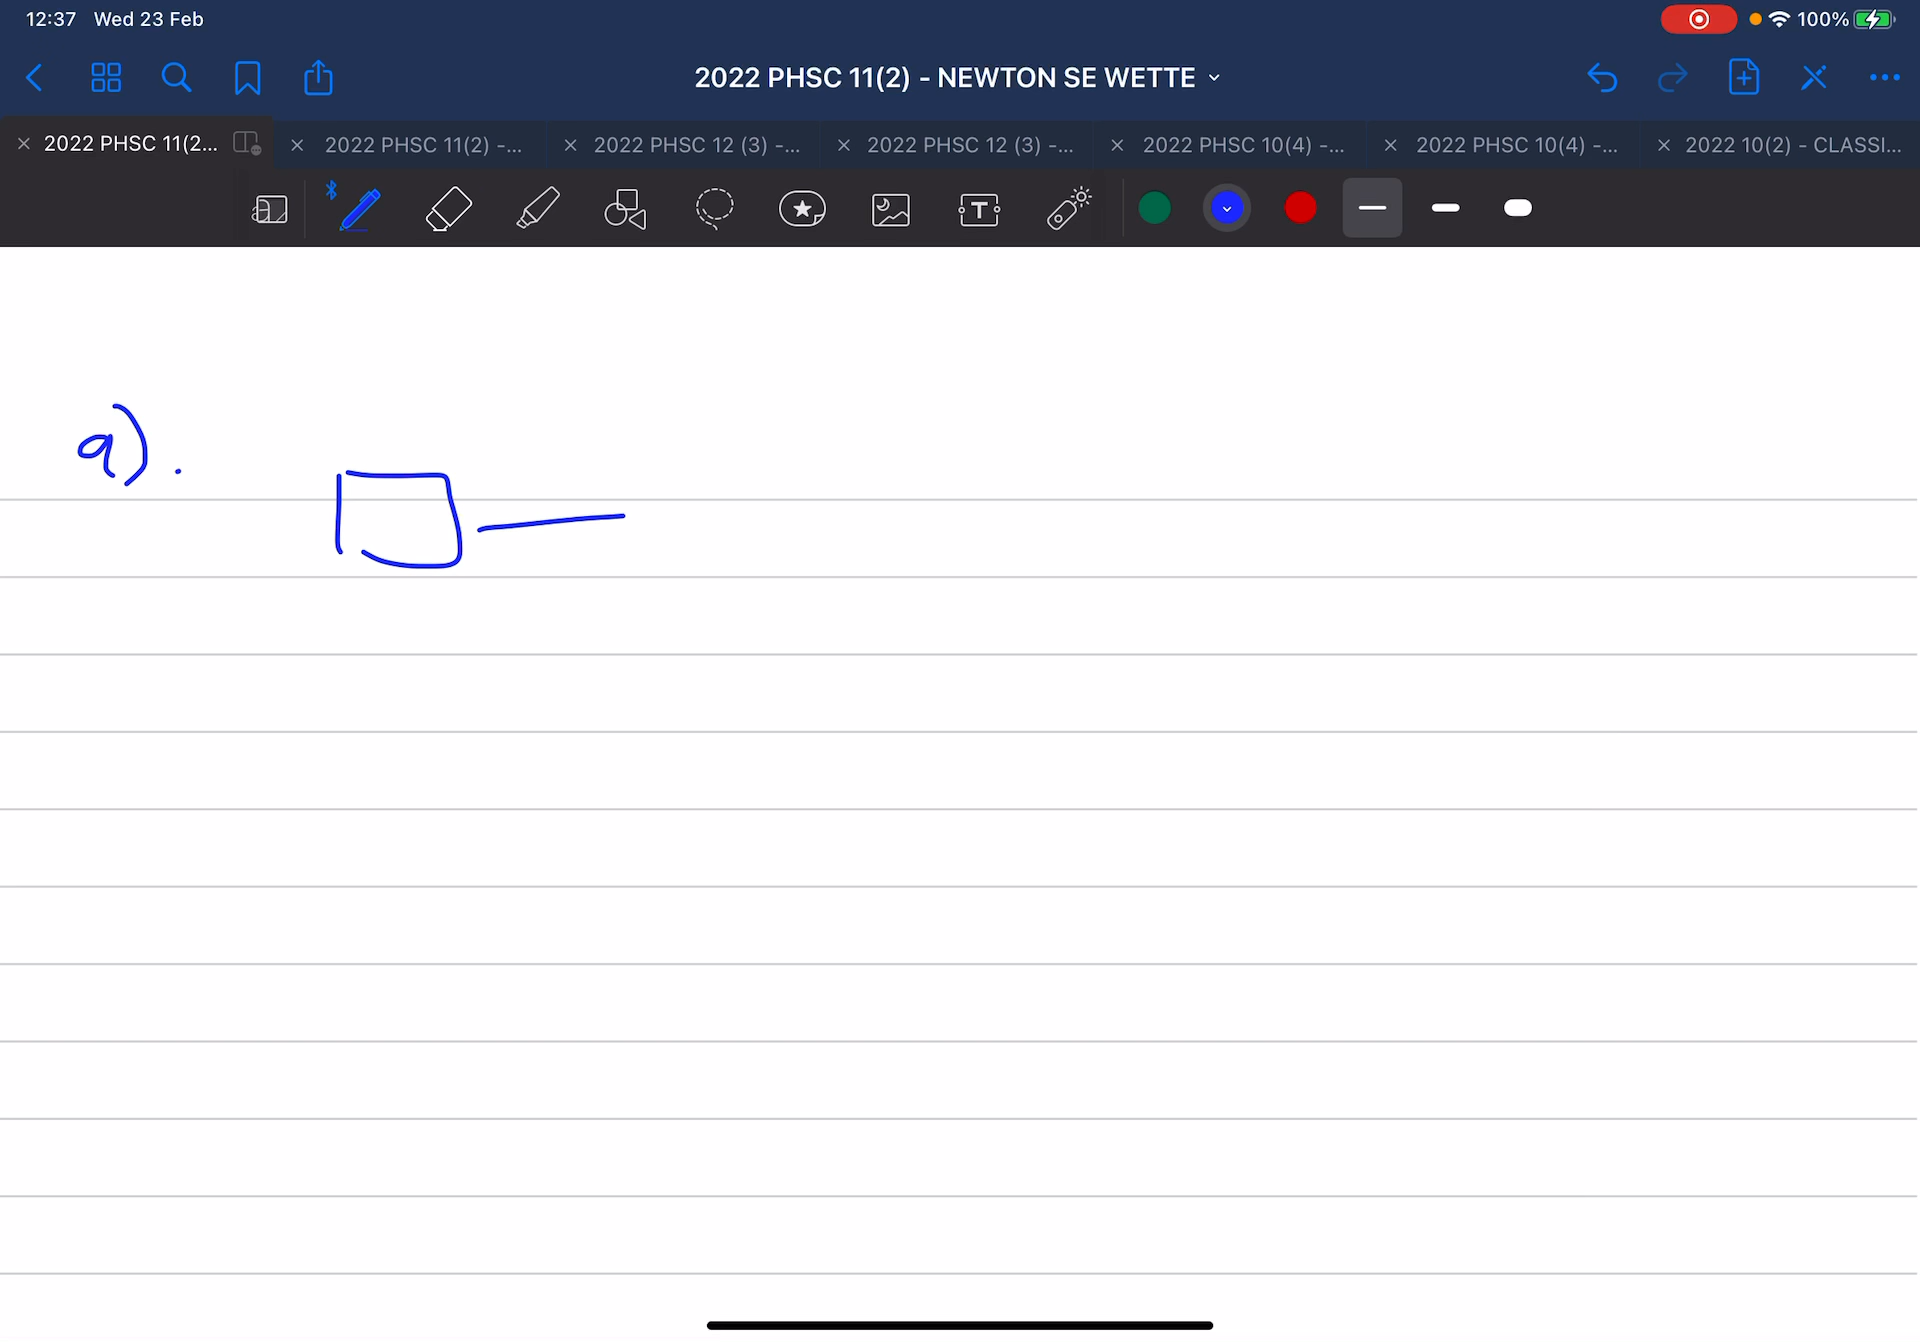 12:37 Wed 23 Feb 100%
2022 PHSC 11(2) - NEWTON SE WETTE
2022 PHSC 11(2... 2022 PHSC 11(2) -... 2022 PHSC 12 (3) -... 2022 PHSC 12 (3) -... 2022 PHSC 10(4) -... 2022 PHSC 10(4) -... 2022 10(2) - CLASSI...
T
a).